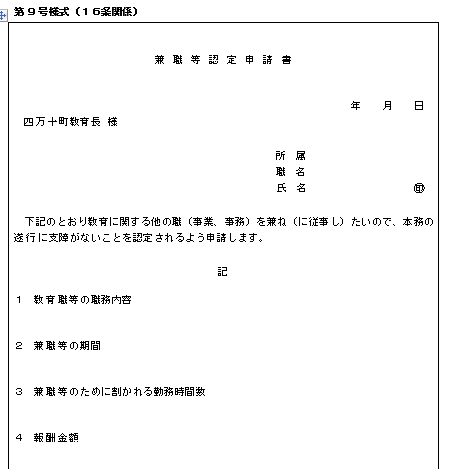 第9号様式（16条関係）
兼 職 等 認 定 申 請 書
年　　月　　日
四万十町教育長 様
所 属
職 名
氏 名　　　　　　　　　㊞
下記のとおり教育に関する他の職（事業、事務）を兼ね（に従事し）たいので、本務の
遂行に支障がないことを認定されるよう申請します。
記
1　教育職等の職務内容
2　兼職等の期間
3　兼職等のために割かれる勤務時間数
4　報酬金額